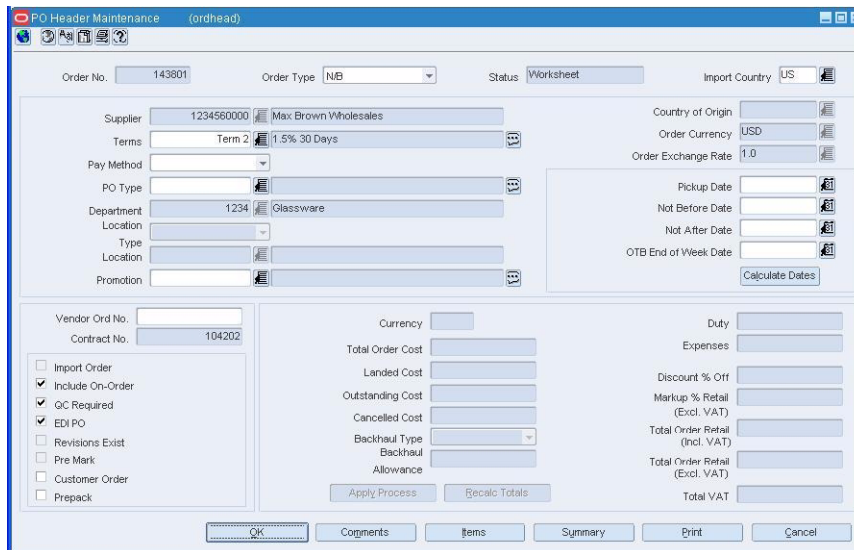 PO Header Maintenance (ordhead)
Order No. 143801 Order Type N/B Status Worksheet Import Country US
Supplier 1234560000 Max Brown Wholesales
Terms Term 2 1.5% 30 Days
Pay Method
PO Type
Department 1234 Glassware
Location
Type
Location
Promotion
Country of Origin
Order Currency USD
Order Exchange Rate 1.0
Pickup Date
Not Before Date
Not After Date
OTB End of Week Date
Calculate Dates
Vendor Ord No.
Contract No. 104202
Import Order
Include On-Order
QC Required
EDI PO
Revisions Exist
Pre Mark
Customer Order
Prepack
Currency
Total Order Cost
Landed Cost
Outstanding Cost
Cancelled Cost
Backhaul Type
Backhaul
Allowance
Apply Process Recalc Totals
Duty
Expenses
Discount % Off
Markup % Retail
(Excl. VAT)
Total Order Retail
(Incl. VAT)
Total Order Retail
(Excl. VAT)
Total VAT
OK Comments Items Summary Print Cancel